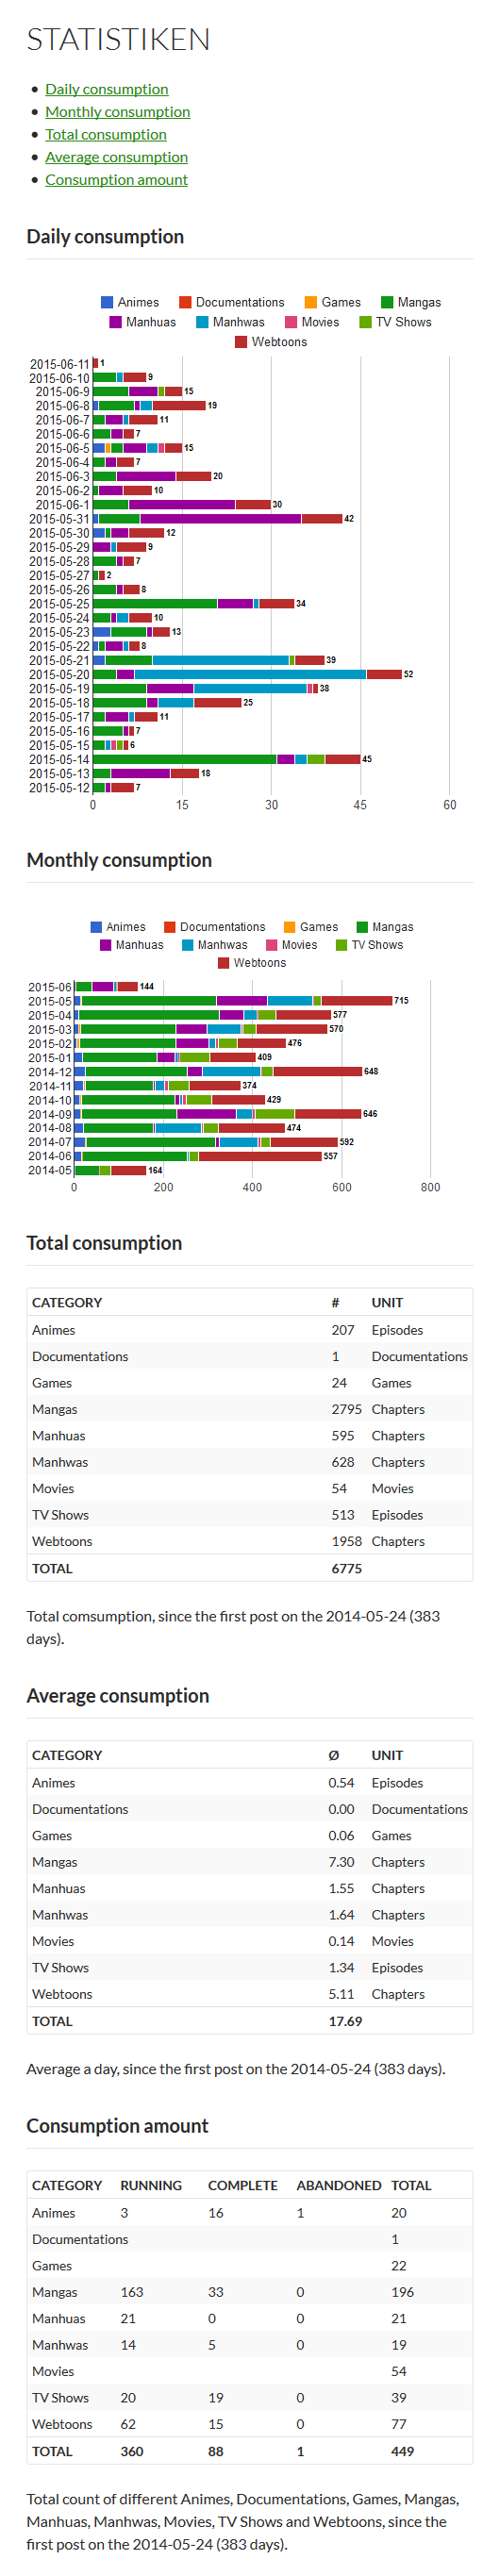 STATISTIKEN
Daily consumption
Monthly consumption
Total consumption
Average consumption
Consumption amount
Daily consumption
Animes Documentations Games Mangas
Manhuas Manhwas Movies TV Shows
Webtoons
2015-06-11 1
2015-06-10 9
2015-06-9 15
2015-06-8 19
2015-06-7 11
2015-06-6 7
2015-06-5 15
2015-06-4 7
2015-06-3 20
2015-06-2 10
2015-06-1 30
2015-05-31 42
2015-05-30 12
2015-05-29 9
2015-05-28 7
2015-05-27 2
2015-05-26 8
2015-05-25 34
2015-05-24 10
2015-05-23 13
2015-05-22 8
2015-05-21 39
2015-05-20 52
2015-05-19 38
2015-05-18 25
2015-05-17 11
2015-05-16 7
2015-05-15 6
2015-05-14 45
2015-05-13 18
2015-05-12 7
0 15 30 45 60
Monthly consumption
Animes Documentations Games Mangas
Manhuas Manhwas Movies TV Shows
Webtoons
2015-06 144
2015-05 715
2015-04 577
2015-03 570
2015-02 476
2015-01 409
2014-12 648
2014-11 374
2014-10 429
2014-09 646
2014-08 474
2014-07 592
2014-06 557
2014-05 164
0 200 400 600 800
Total consumption
CATEGORY # UNIT
Animes 207 Episodes
Documentations 1 Documentations
Games 24 Games
Mangas 2795 Chapters
Manhuas 595 Chapters
Manhwas 628 Chapters
Movies 54 Movies
TV Shows 513 Episodes
Webtoons 1958 Chapters
TOTAL 6775
Total comsumption, since the first post on the 2014-05-24 (383
days).
Average consumption
CATEGORY Ø UNIT
Animes 0.54 Episodes
Documentations 0.00 Documentations
Games 0.06 Games
Mangas 7.30 Chapters
Manhuas 1.55 Chapters
Manhwas 1.64 Chapters
Movies 0.14 Movies
TV Shows 1.34 Episodes
Webtoons 5.11 Chapters
TOTAL 17.69
Average a day, since the first post on the 2014-05-24 (383 days).
Consumption amount
CATEGORY RUNNING COMPLETE ABANDONED TOTAL
Animes 3 16 1 20
Documentations 1
Games 22
Mangas 163 33 0 196
Manhuas 21 0 0 21
Manhwas 14 5 0 19
Movies 54
TV Shows 20 19 0 39
Webtoons 62 15 0 77
TOTAL 360 88 1 449
Total count of different Animes, Documentations, Games, Mangas,
Manhuas, Manhwas, Movies, TV Shows and Webtoons, since the
first post on the 2014-05-24 (383 days).